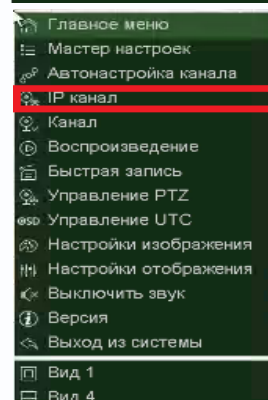 Главное меню
Мастер настроек
Автонастройка канала
IP канал
Канал
Воспроизведение
Быстрая запись
Управление PTZ
Управление UTC
Настройки изображения
Настройки отображения
Выключить звук
Версия
Выход из системы
Вид 1
Вид 4